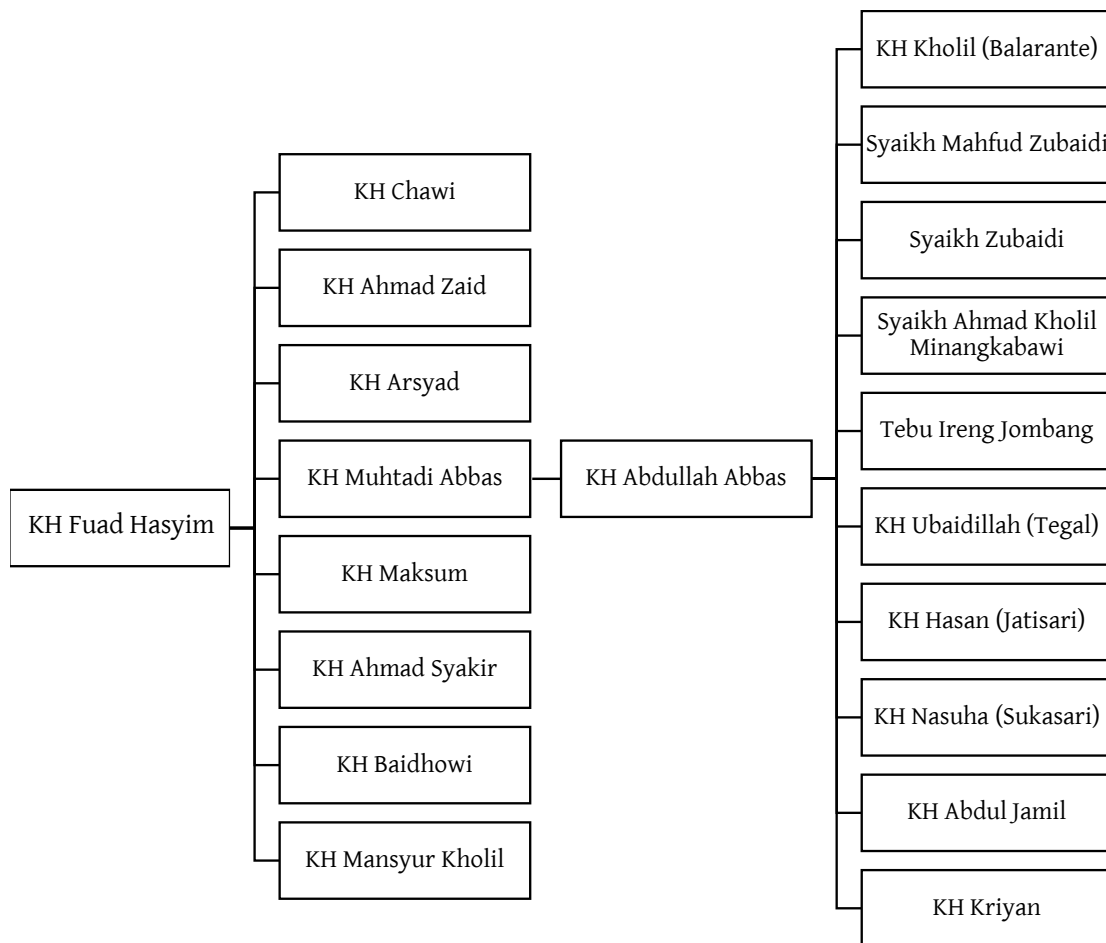 KH Fuad Hasyim
KH Chawi
KH Ahmad Zaid
KH Arsyad
KH Muhtadi Abbas
KH Maksum
KH Ahmad Syakir
KH Baidhowi
KH Mansyur Kholil
KH Abdullah Abbas
KH Kholil (Balarante)
Syaikh Mahfud Zubaidi
Syaikh Zubaidi
Syaikh Ahmad Kholil
Minangkabawi
Tebu Ireng Jombang
KH Ubaidillah (Tegal)
KH Hasan (Jatisari)
KH Nasuha (Sukasari)
KH Abdul Jamil
KH Kriyan